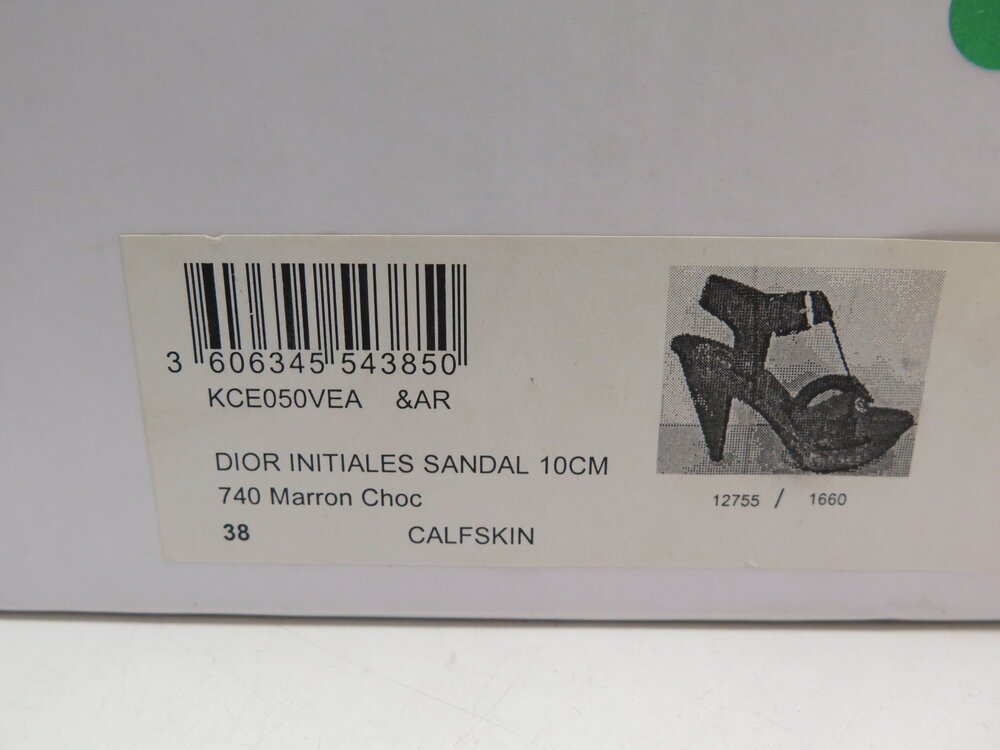 3 606345 543850
KCE050VEA &AR
DIOR INITIALES SANDAL 10CM
740 Marron Choc
38 CALFSKIN
12755 / 1660